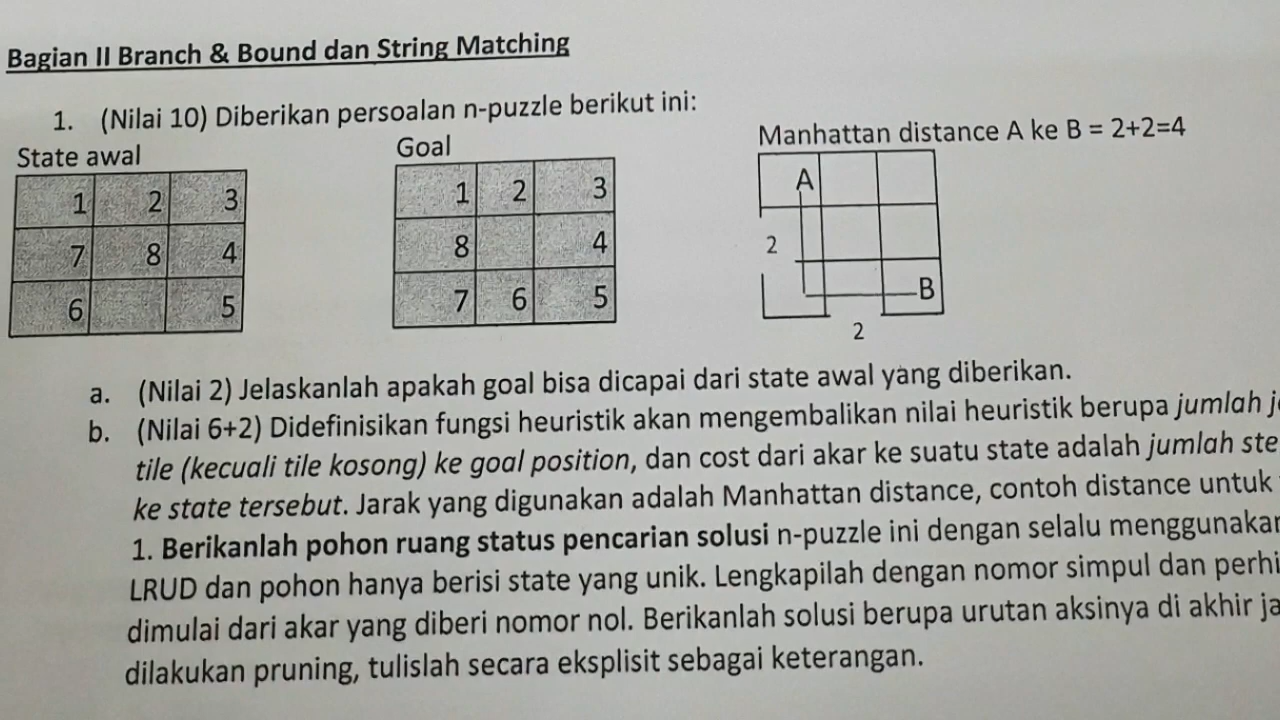 Bagian II Branch & Bound dan String Matching
1. (Nilai 10) Diberikan persoalan n-puzzle berikut ini:
State awal
Goal
Manhattan distance A ke B = 2+2=4
1 2 3
7 8 4
6 5
1 2 3
8 4
7 6 5
A
2
B
2
a. (Nilai 2) Jelaskanlah apakah goal bisa dicapai dari state awal yang diberikan.
b. (Nilai 6+2) Didefinisikan fungsi heuristik akan mengembalikan nilai heuristik berupa jumlah
tile (kecuali tile kosong) ke goal position, dan cost dari akar ke suatu state adalah jumlah
ke state tersebut. Jarak yang digunakan adalah Manhattan distance, contoh distance untuk
1. Berikanlah pohon ruang status pencarian solusi n-puzzle ini dengan selalu
LRUD dan pohon hanya berisi state yang unik. Lengkapilah dengan nomor simpul dan
dimulai dari akar yang diberi nomor nol. Berikanlah solusi berupa urutan aksinya di akhir
dilakukan pruning, tulislah secara eksplisit sebagai keterangan.